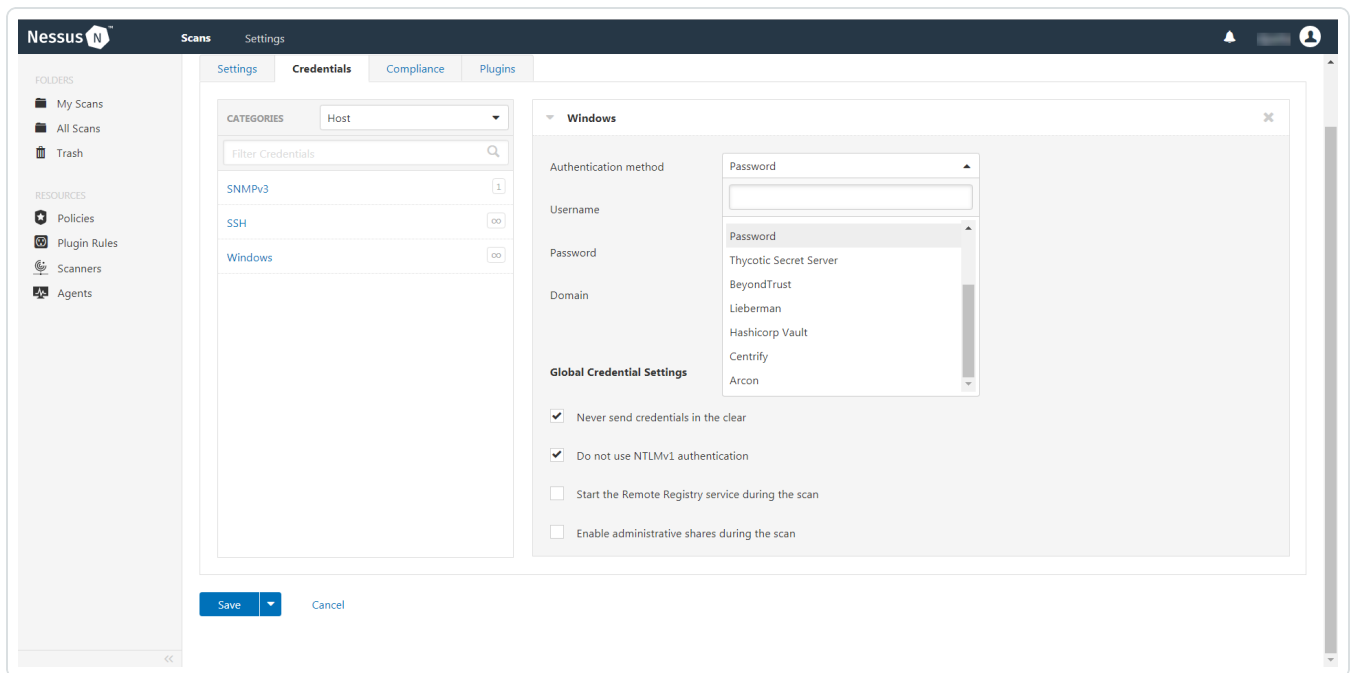 Nessus N ™
Scans Settings
FOLDERS
My Scans
All Scans
Trash
RESOURCES
Policies
Plugin Rules
Scanners
Agents
Settings Credentials Compliance Plugins
CATEGORIES Host
Filter Credentials
SNMPv3 1
SSH ∞
Windows ∞
Windows
Authentication method Password
Username
Password
Domain
Password
Thycotic Secret Server
BeyondTrust
Lieberman
Hashicorp Vault
Centrify
Arcon
Global Credential Settings
Never send credentials in the clear
Do not use NTLMv1 authentication
Start the Remote Registry service during the scan
Enable administrative shares during the scan
Save Cancel